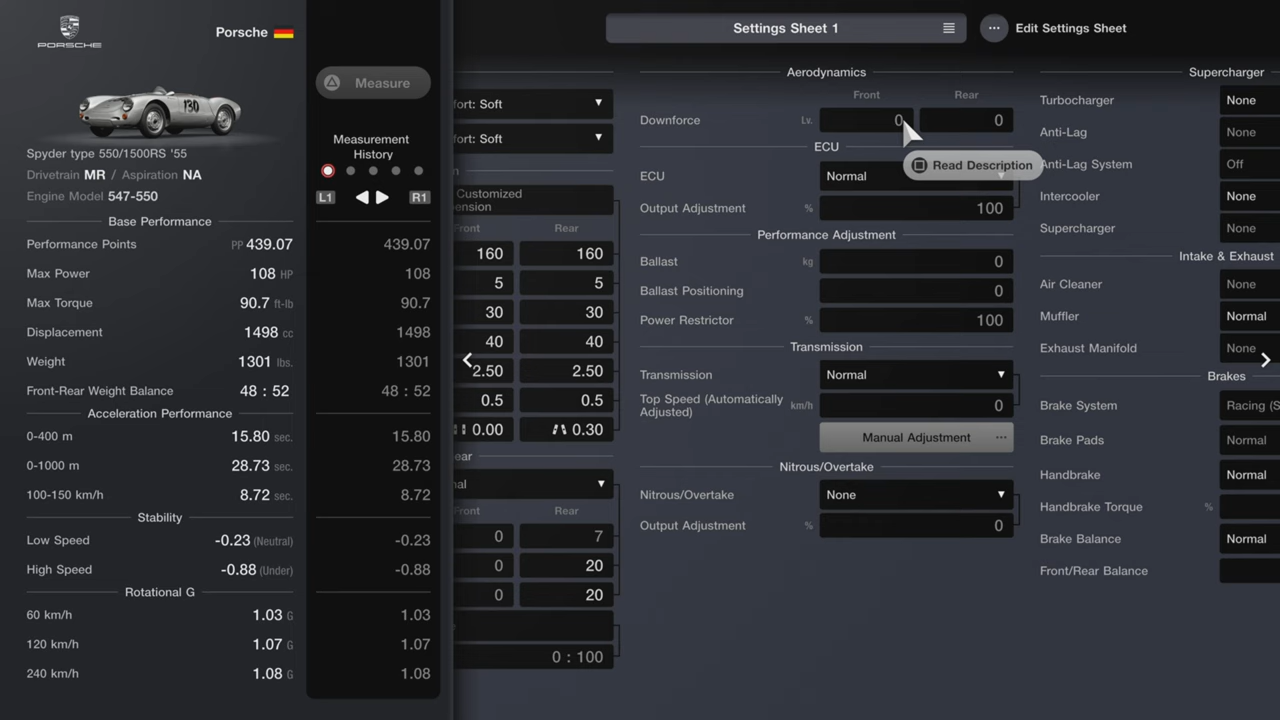 PORSCHE
Porsche
130
Spyder type 550/1500RS '55
Drivetrain MR / Aspiration NA
Engine Model 547-550
Base Performance
Performance Points PP 439.07
Max Power 108 HP
Max Torque 90.7 ft-lb
Displacement 1498 cc
Weight 1301 lbs.
Front-Rear Weight Balance 48 : 52
Acceleration Performance
0-400 m 15.80 sec.
0-1000 m 28.73 sec.
100-150 km/h 8.72 sec.
Stability
Low Speed -0.23 (Neutral)
High Speed -0.88 (Under)
Rotational G
60 km/h 1.03 G
120 km/h 1.07 G
240 km/h 1.08 G
Measure
Measurement
History
L1 R1
439.07
108
90.7
1498
1301
48 : 52
15.80
28.73
8.72
-0.23
-0.88
1.03
1.07
1.08
Settings Sheet 1
Edit Settings Sheet
fort: Soft
fort: Soft
Customized
ension
Front Rear
160 160
5 5
30 30
40 40
2.50 2.50
0.5 0.5
0.00 0.30
ear
nal
Front Rear
0 7
0 20
0 20
0 : 100
Aerodynamics
Front Rear
Downforce Lv. 0 0
ECU
Read Description
ECU Normal
Output Adjustment % 100
Performance Adjustment
Ballast kg 0
Ballast Positioning 0
Power Restrictor % 100
Transmission
Transmission Normal
Top Speed (Automatically
Adjusted) km/h 0
Manual Adjustment
Nitrous/Overtake
Nitrous/Overtake None
Output Adjustment % 0
Supercharger
Turbocharger None
Anti-Lag None
Anti-Lag System Off
Intercooler None
Supercharger None
Intake & Exhaust
Air Cleaner None
Muffler Normal
Exhaust Manifold None
Brakes
Brake System Racing (S
Brake Pads Normal
Handbrake Normal
Handbrake Torque %
Brake Balance Normal
Front/Rear Balance